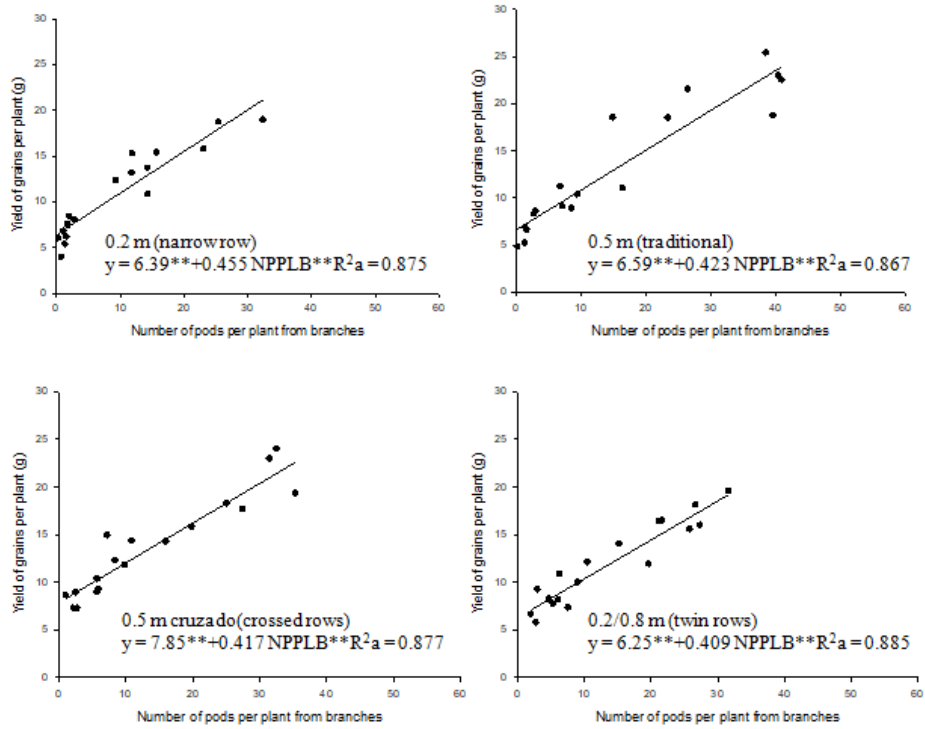 30
25
20
15
10
5
0
Yield of grains per plant (g)
0.2 m (narrow row)
y = 6.39**+0.455 NPPLB**R²a = 0.875
0 10 20 30 40 50 60
Number of pods per plant from branches
30
25
20
15
10
5
0
Yield of grains per plant (g)
0.5 m (traditional)
y = 6.59**+0.423 NPPLB**R²a = 0.867
0 10 20 30 40 50 60
Number of pods per plant from branches
30
25
20
15
10
5
0
Yield of grains per plant (g)
0.5 m cruzado(crossed rows)
y = 7.85**+0.417 NPPLB**R²a = 0.877
0 10 20 30 40 50 60
Number of pods per plant from branches
30
25
20
15
10
5
0
Yield of grains per plant (g)
0.2/0.8 m (twin rows)
y = 6.25**+0.409 NPPLB**R²a = 0.885
0 10 20 30 40 50 60
Number of pods per plant from branches